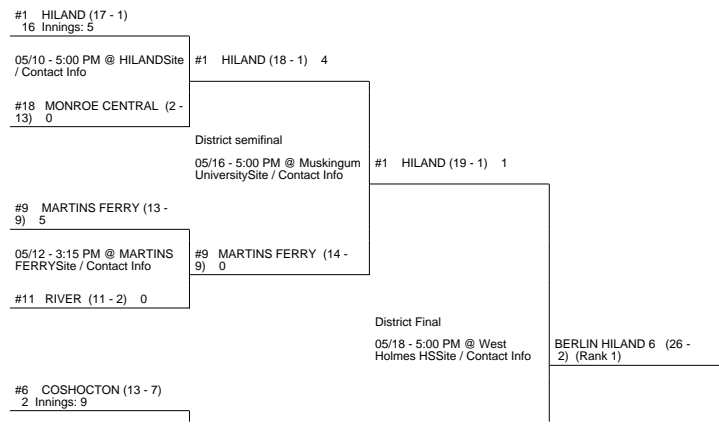 #1 HILAND (17 - 1)
16 Innings: 5
05/10 - 5:00 PM @ HILANDSite
/ Contact Info
#18 MONROE CENTRAL (2 -
13) 0
#1 HILAND (18 - 1) 4
District semifinal
05/16 - 5:00 PM @ Muskingum
UniversitySite / Contact Info
#9 MARTINS FERRY (13 -
9) 5
05/12 - 3:15 PM @ MARTINS
FERRYSite / Contact Info
#11 RIVER (11 - 2) 0
#9 MARTINS FERRY (14 -
9) 0
#1 HILAND (19 - 1) 1
District Final
05/18 - 5:00 PM @ West
Holmes HSSite / Contact Info
BERLIN HILAND 6 (26 -
2) (Rank 1)
#6 COSHOCTON (13 - 7)
2 Innings: 9